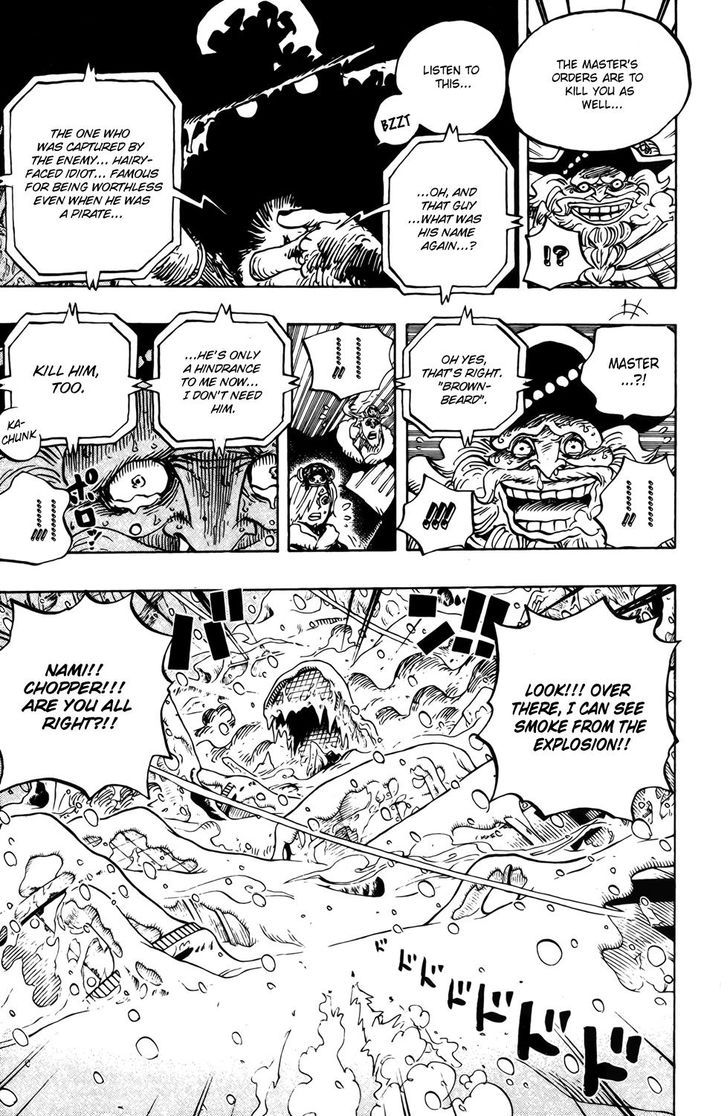 THE MASTER'S
ORDERS ARE TO
KILL YOU AS
WELL...
!?
LISTEN TO
THIS...
BZZT
...OH, AND
THAT GUY
...WHAT WAS
HIS NAME
AGAIN...?
THE ONE WHO
WAS CAPTURED BY
THE ENEMY... HAIRY-
FACED IDIOT... FAMOUS
FOR BEING WORTHLESS
EVEN WHEN HE WAS
A PIRATE...
MASTER
...?!
OH YES,
THAT'S RIGHT.
"BROWN-
BEARD".
!!!
...HE'S ONLY
A HINDRANCE
TO ME NOW...
I DON'T NEED
HIM.
KILL HIM,
TOO.
KA-
CHUNK
ポロッ
LOOK!!! OVER
THERE, I CAN SEE
SMOKE FROM THE
EXPLOSION!!
NAMI!!
CHOPPER!!!
ARE YOU ALL
RIGHT?!!
ドドドドドド